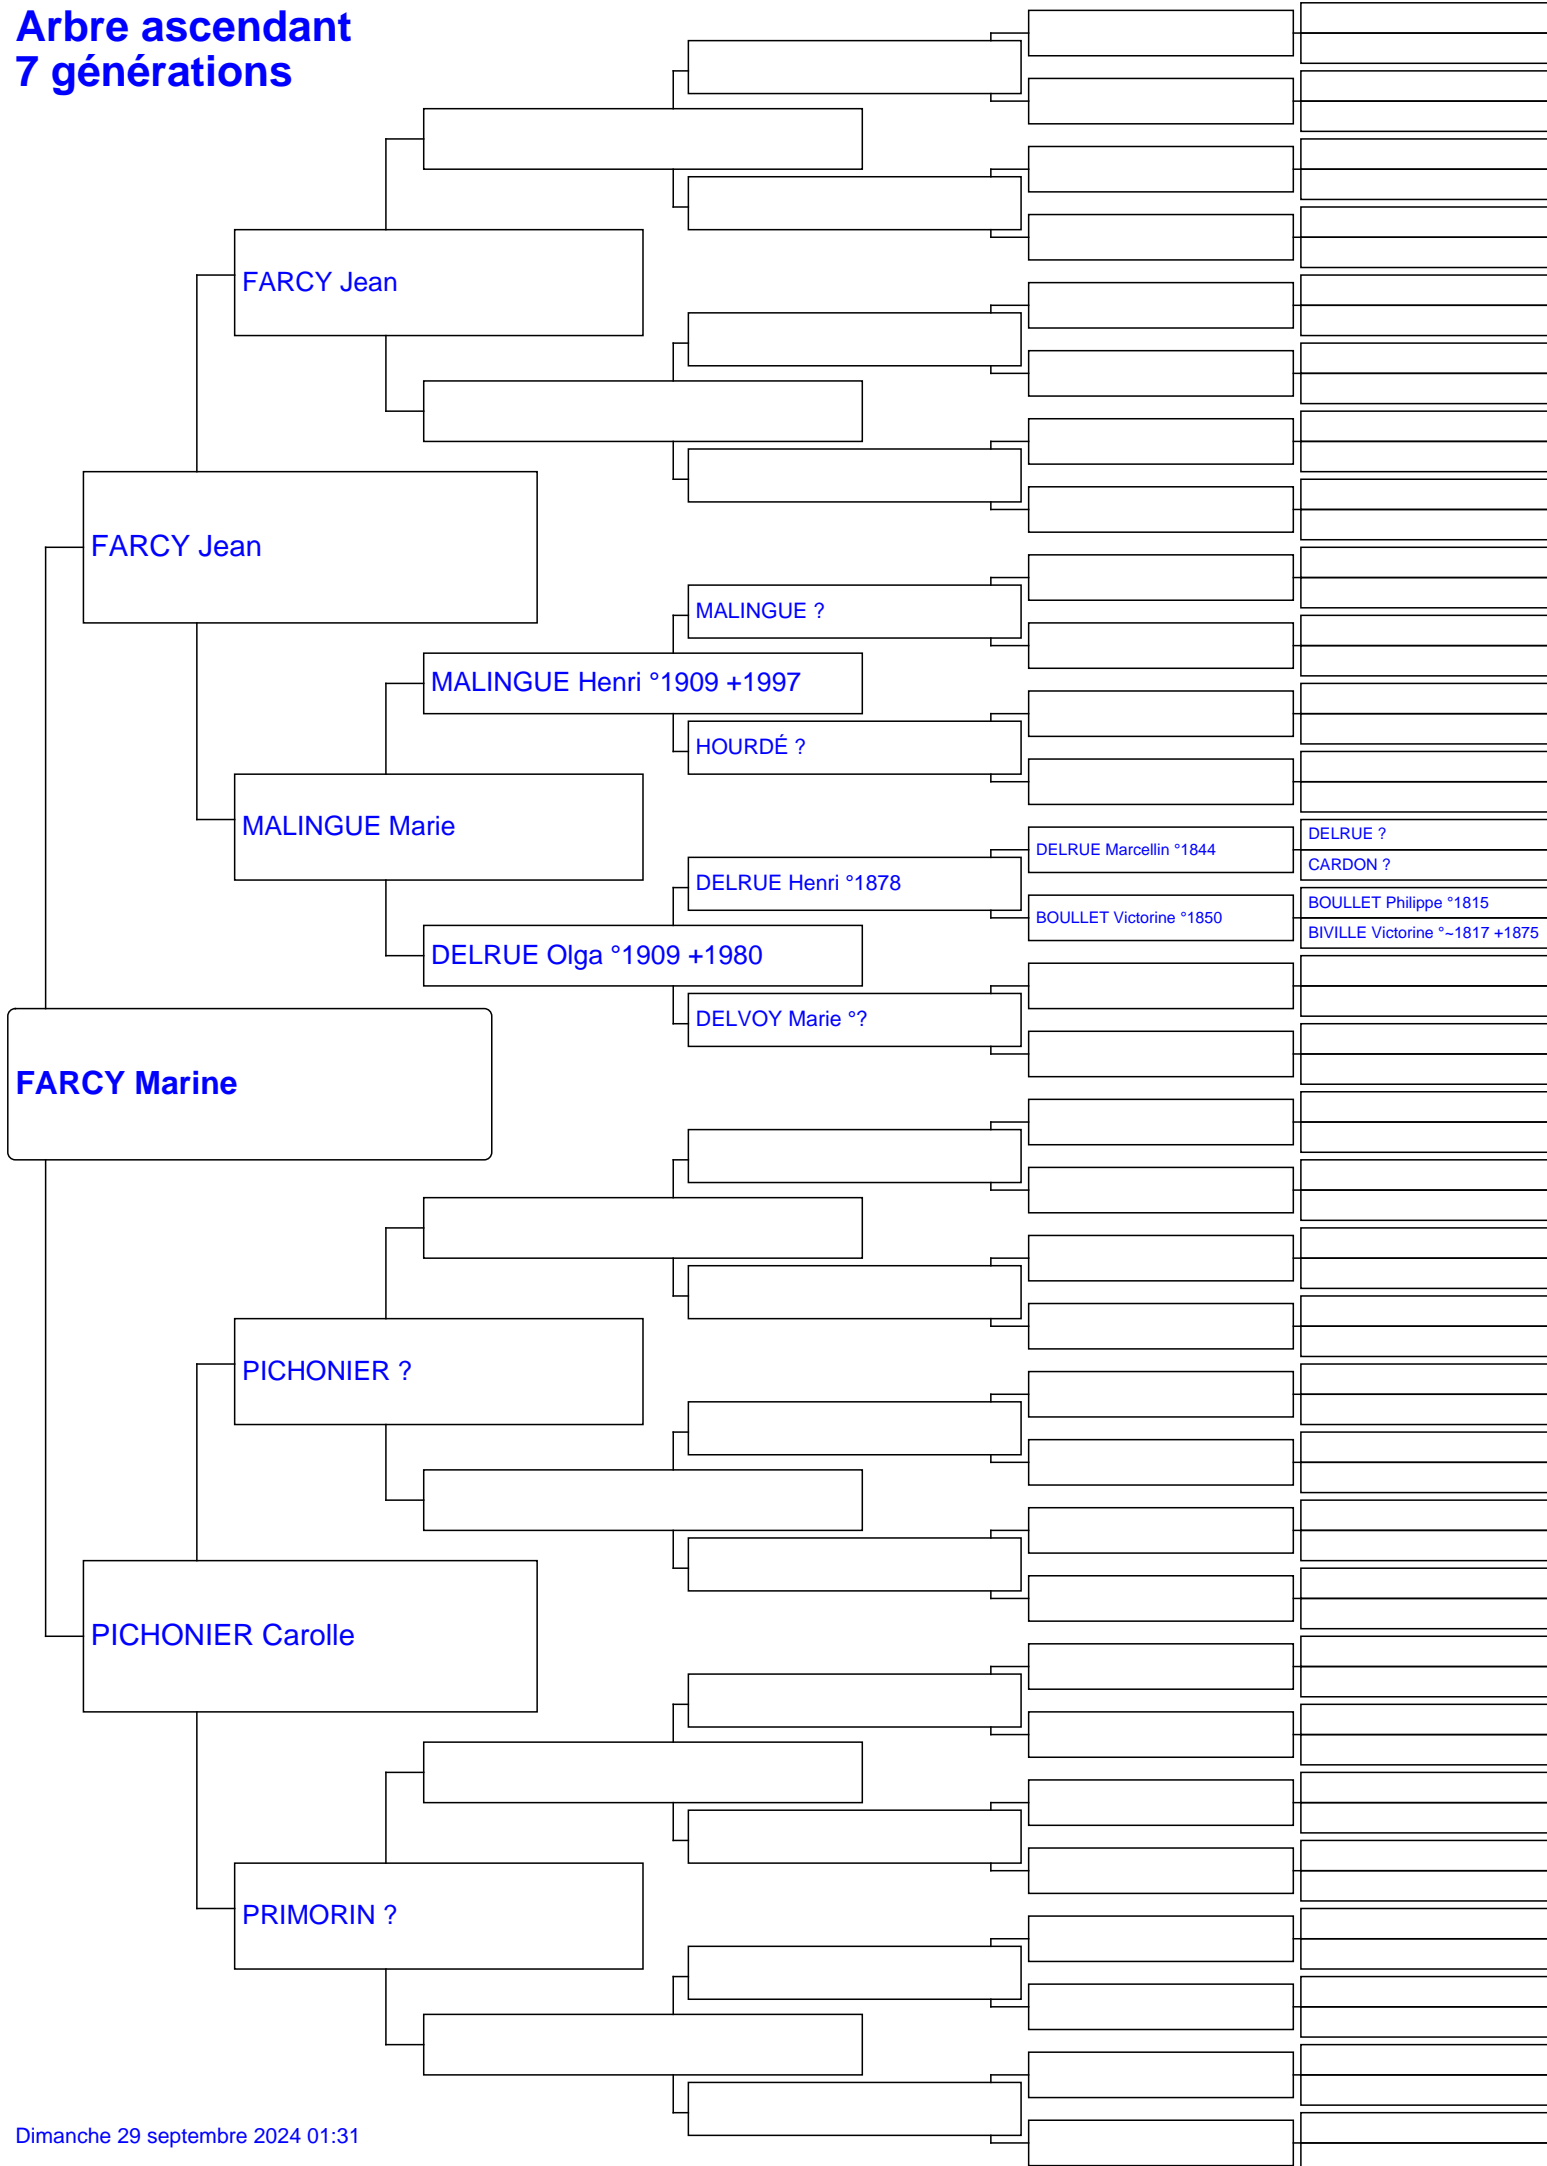 Arbre ascendant
7 générations
FARCY Jean
FARCY Jean
MALINGUE ?
MALINGUE Henri °1909 +1997
HOURDÉ ?
MALINGUE Marie
DELRUE ?
DELRUE Marcellin °1844
CARDON ?
DELRUE Henri °1878
BOULLET Philippe °1815
BOULLET Victorine °1850
BIVILLE Victorine °~1817 +1875
DELRUE Olga °1909 +1980
DELVOY Marie °?
FARCY Marine
PICHONIER ?
PICHONIER Carolle
PRIMORIN ?
Dimanche 29 septembre 2024 01:31